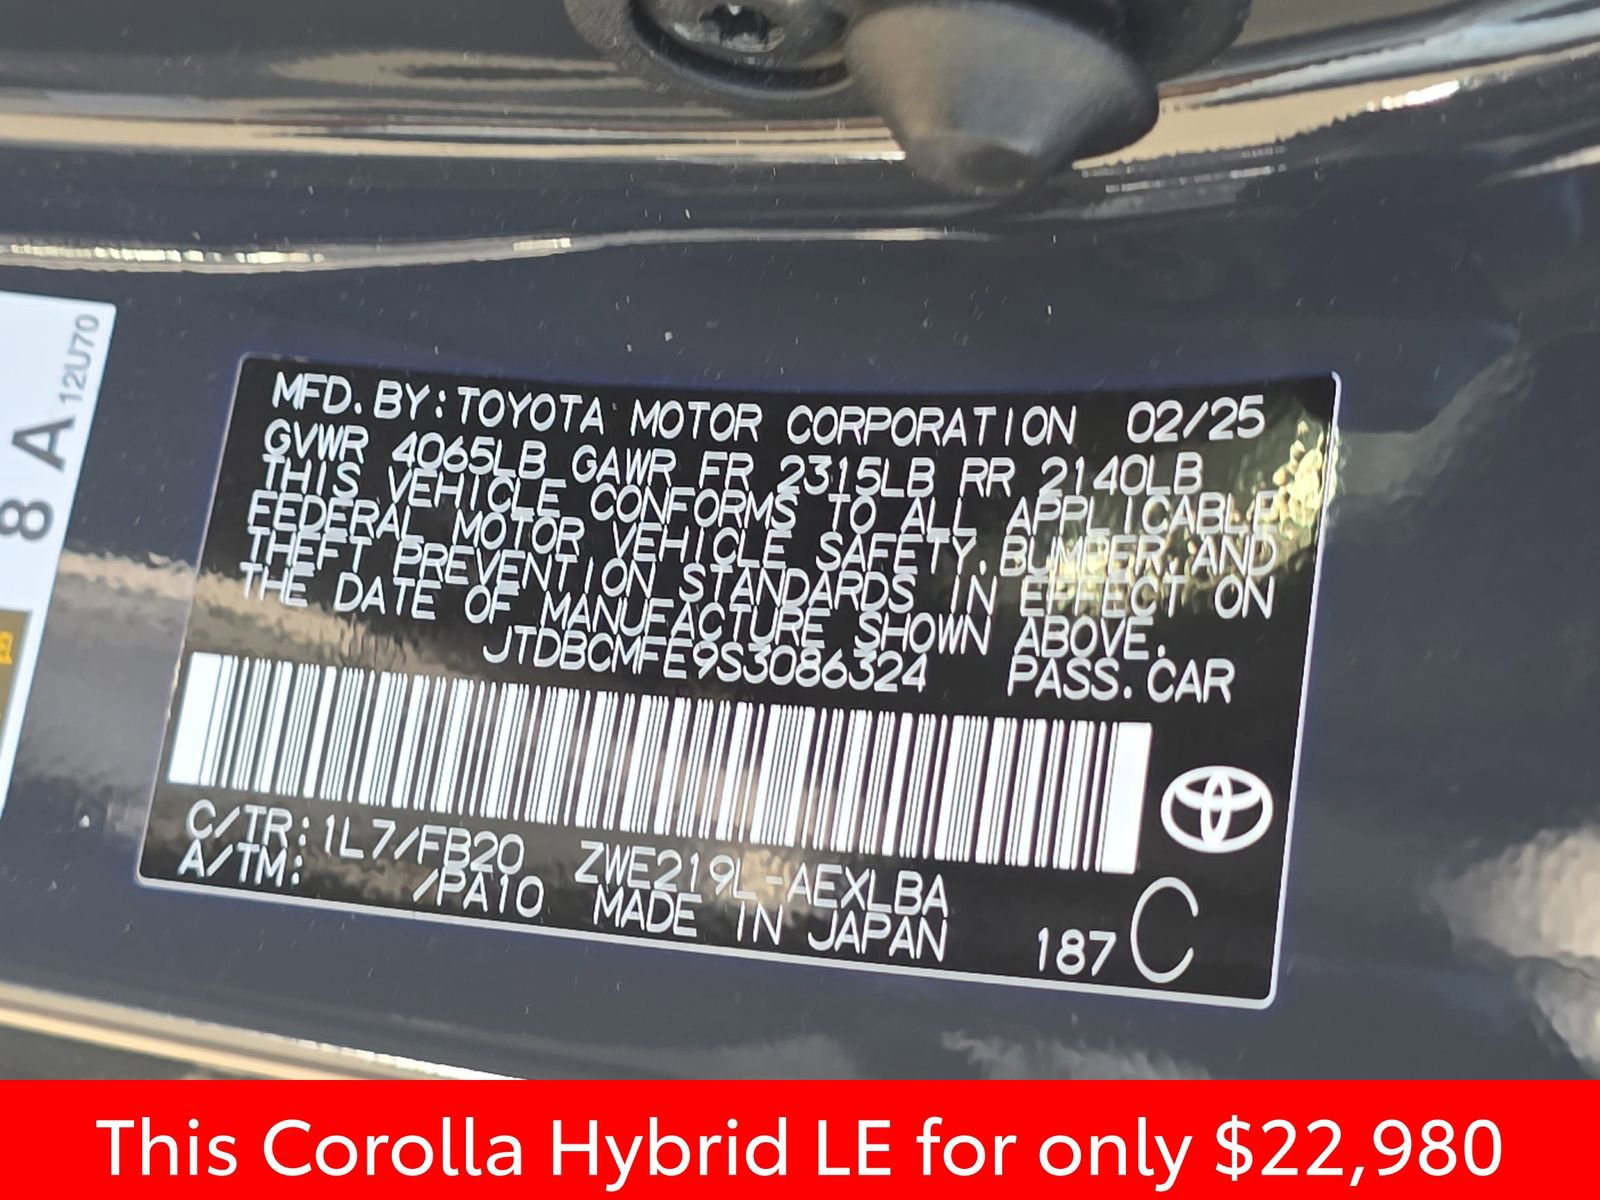 8 A 12U70
MFD. BY: TOYOTA MOTOR CORPORATION 02/25
GVWR 4065LB GAWR FR 2315LB RR 2140LB
THIS VEHICLE CONFORMS TO ALL APPLICABLE
FEDERAL MOTOR VEHICLE SAFETY, BUMPER, AND
THEFT PREVENTION STANDARDS IN EFFECT ON
THE DATE OF MANUFACTURE SHOWN ABOVE.
JTDBCMFE9S3086324 PASS. CAR
C/TR: 1L7/FB20 ZWE219L-AEXLBA
A/TM: /PA10 MADE IN JAPAN 187 C
This Corolla Hybrid LE for only $22,980